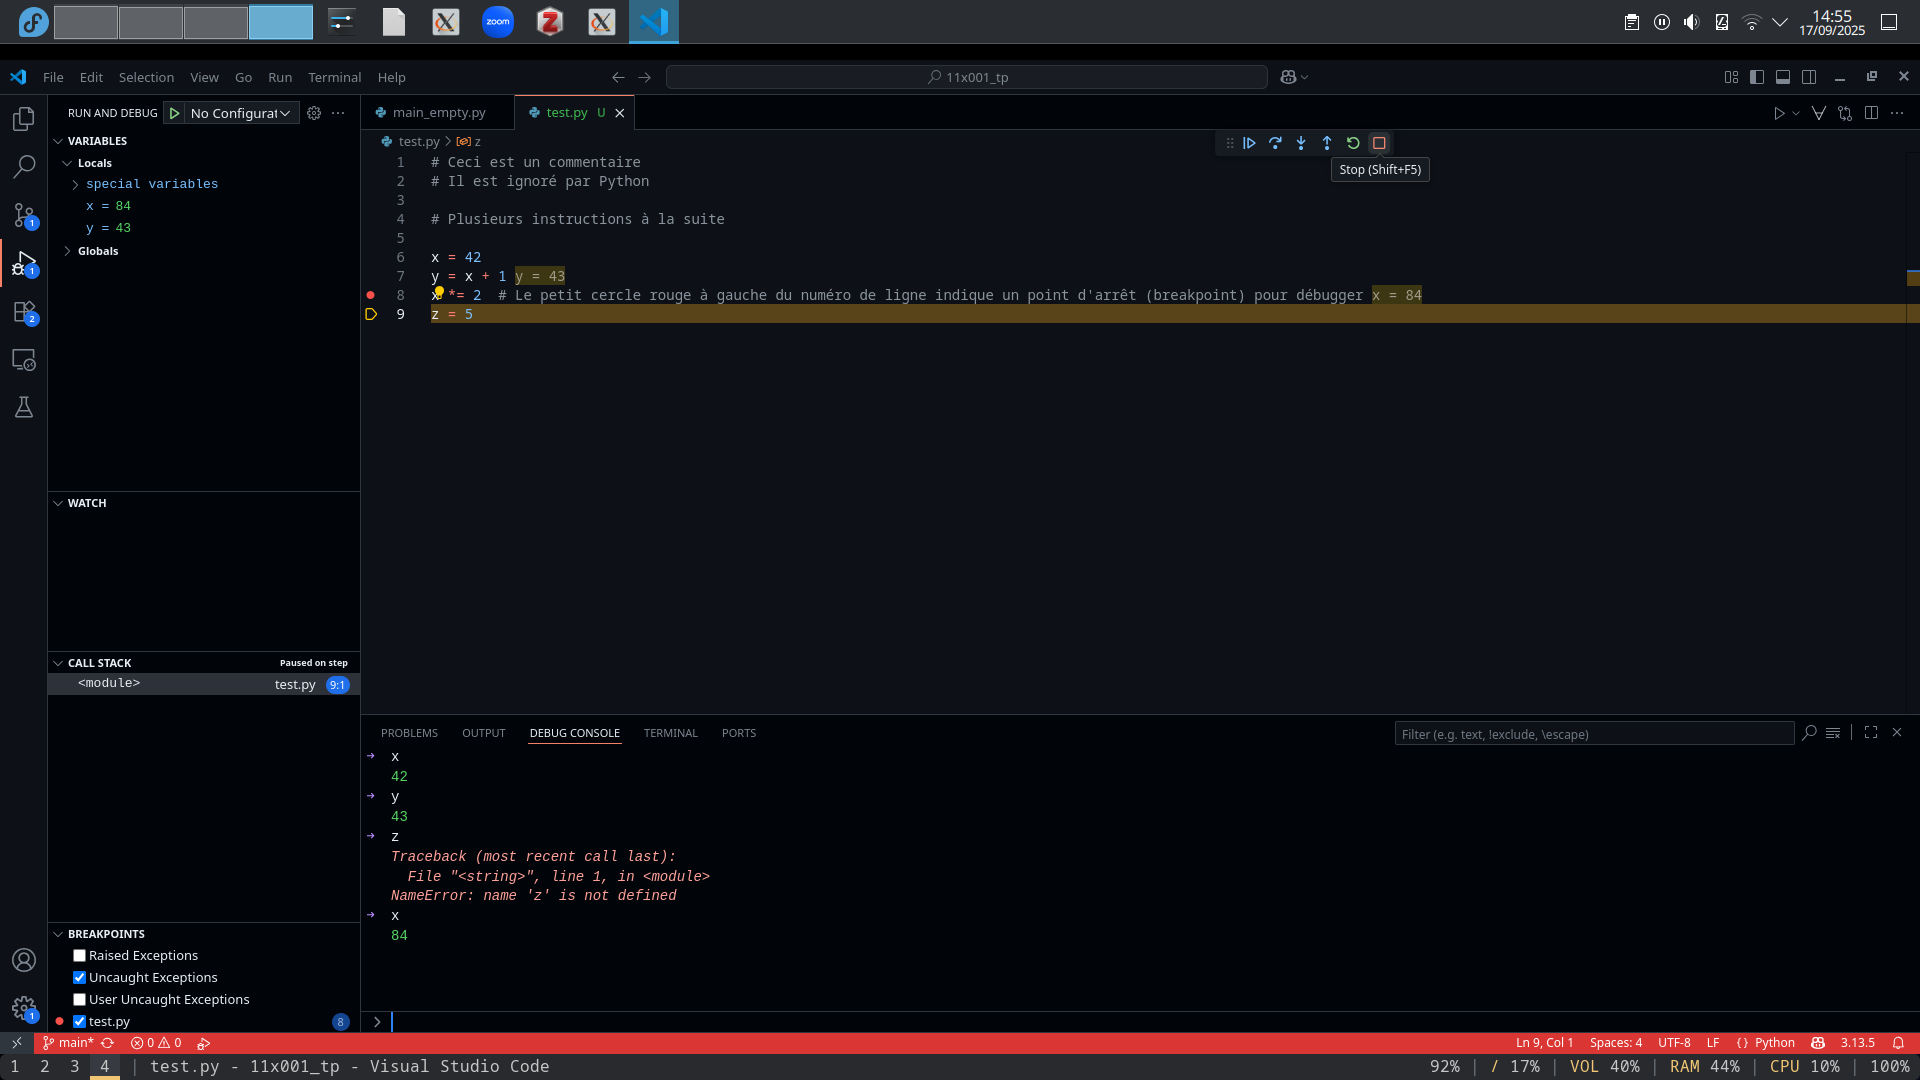 zoom
14:55
17/09/2025
File Edit Selection View Go Run Terminal Help
11x001_tp
RUN AND DEBUG No Configurat
main_empty.py
test.py U
VARIABLES
Locals
special variables
x = 84
y = 43
Globals
test.py > z
1 # Ceci est un commentaire
2 # Il est ignoré par Python
3
4 # Plusieurs instructions à la suite
5
6 x = 42
7 y = x + 1 y = 43
8 x *= 2 # Le petit cercle rouge à gauche du numéro de ligne indique un point d'arrêt (breakpoint) pour débugger x = 84
9 z = 5
Stop (Shift+F5)
1
1
2
WATCH
CALL STACK Paused on step
<module> test.py 9:1
PROBLEMS OUTPUT DEBUG CONSOLE TERMINAL PORTS
Filter (e.g. text, !exclude, \escape)
x
42
y
43
z
Traceback (most recent call last):
File "<string>", line 1, in <module>
NameError: name 'z' is not defined
x
84
BREAKPOINTS
Raised Exceptions
Uncaught Exceptions
User Uncaught Exceptions
test.py 8
1
main* 0 0
Ln 9, Col 1 Spaces: 4 UTF-8 LF {} Python 3.13.5
1 2 3 4 | test.py - 11x001_tp - Visual Studio Code
92% | / 17% | VOL 40% | RAM 44% | CPU 10% | 100%